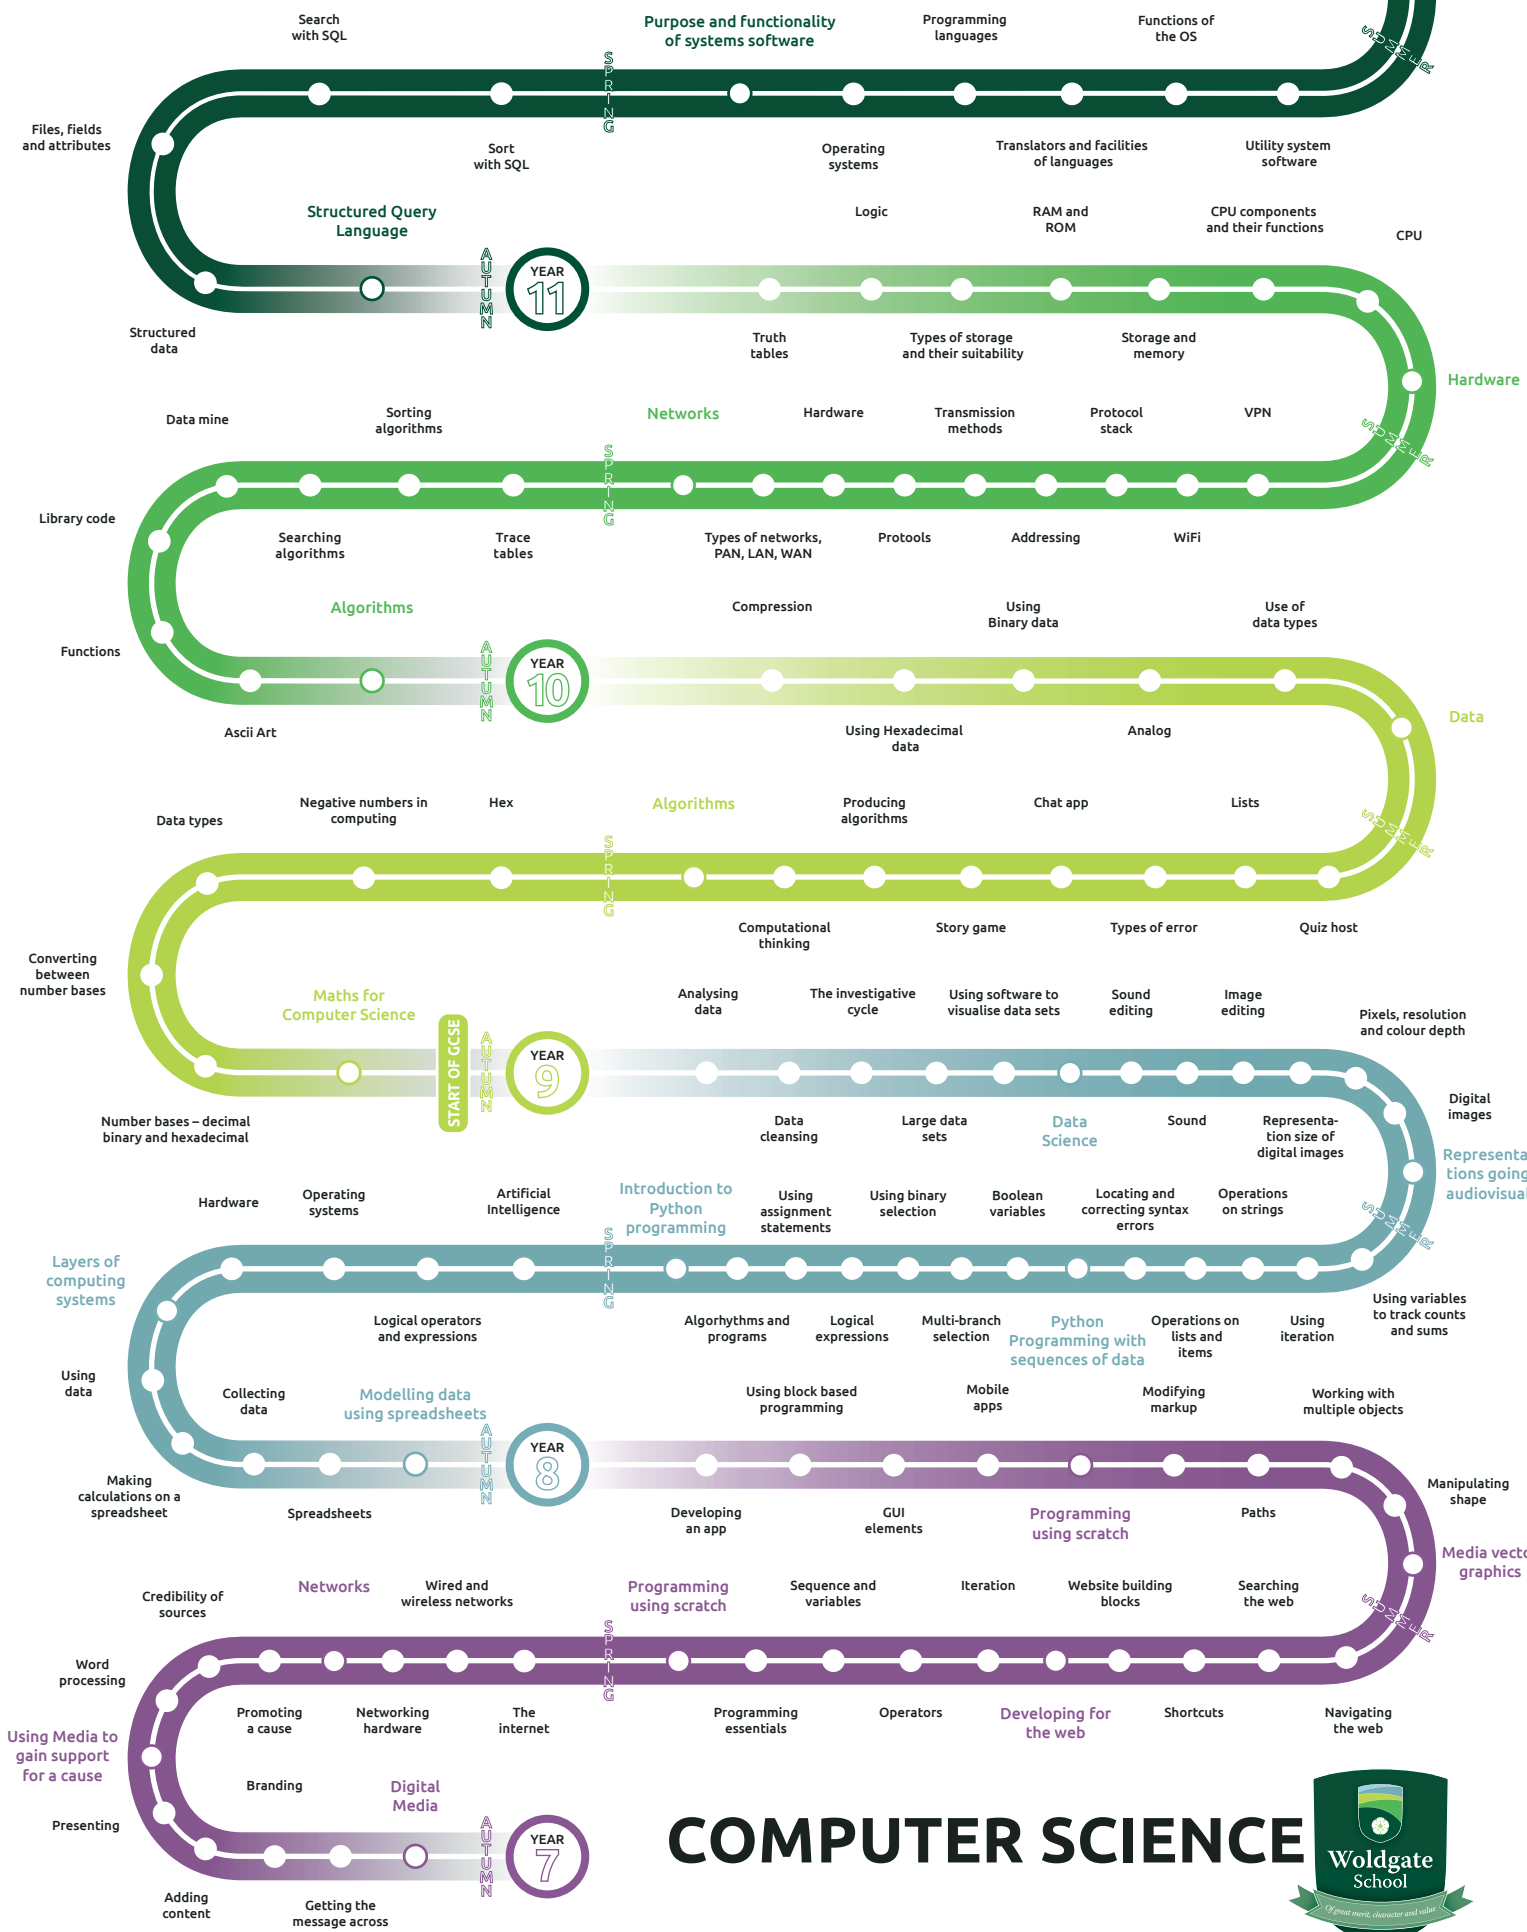 Search
with SQL
Purpose and functionality
of systems software
Programming
languages
Functions of
the OS
SUMMER
SPRING
Files, fields
and attributes
Sort
with SQL
Operating
systems
Translators and facilities
of languages
Utility system
software
Structured Query
Language
Logic
RAM and
ROM
CPU components
and their functions
CPU
AUTUMN
YEAR
11
Structured
data
Truth
tables
Types of storage
and their suitability
Storage and
memory
Hardware
Data mine
Sorting
algorithms
Networks
Hardware
Transmission
methods
Protocol
stack
VPN
SUMMER
SPRING
Library code
Searching
algorithms
Trace
tables
Types of networks,
PAN, LAN, WAN
Protools
Addressing
WiFi
Algorithms
Compression
Using
Binary data
Use of
data types
Functions
AUTUMN
YEAR
10
Ascii Art
Using Hexadecimal
data
Analog
Data
Data types
Negative numbers in
computing
Hex
Algorithms
Producing
algorithms
Chat app
Lists
SUMMER
SPRING
Computational
thinking
Story game
Types of error
Quiz host
Converting
between
number bases
Maths for
Computer Science
Analysing
data
The investigative
cycle
Using software to
visualise data sets
Sound
editing
Image
editing
Pixels, resolution
and colour depth
START OF GCSE
AUTUMN
YEAR
9
Number bases – decimal
binary and hexadecimal
Data
cleansing
Large data
sets
Data
Science
Sound
Representa-
tion size of
digital images
Digital
images
Representa
tions going
audiovisual
Hardware
Operating
systems
Artificial
Intelligence
Introduction to
Python
programming
Using
assignment
statements
Using binary
selection
Boolean
variables
Locating and
correcting syntax
errors
Operations
on strings
SUMMER
SPRING
Layers of
computing
systems
Logical operators
and expressions
Algorhythms and
programs
Logical
expressions
Multi-branch
selection
Python
Programming with
sequences of data
Operations on
lists and
items
Using
iteration
Using variables
to track counts
and sums
Using
data
Collecting
data
Modelling data
using spreadsheets
Using block based
programming
Mobile
apps
Modifying
markup
Working with
multiple objects
AUTUMN
YEAR
8
Making
calculations on a
spreadsheet
Spreadsheets
Developing
an app
GUI
elements
Programming
using scratch
Paths
Manipulating
shape
Media vecto
graphics
Credibility of
sources
Networks
Wired and
wireless networks
Programming
using scratch
Sequence and
variables
Iteration
Website building
blocks
Searching
the web
SUMMER
SPRING
Word
processing
Promoting
a cause
Networking
hardware
The
internet
Programming
essentials
Operators
Developing for
the web
Shortcuts
Navigating
the web
Using Media to
gain support
for a cause
Branding
Digital
Media
Presenting
AUTUMN
YEAR
7
Adding
content
Getting the
message across
COMPUTER SCIENCE
Woldgate
School
Of great merit, character and value